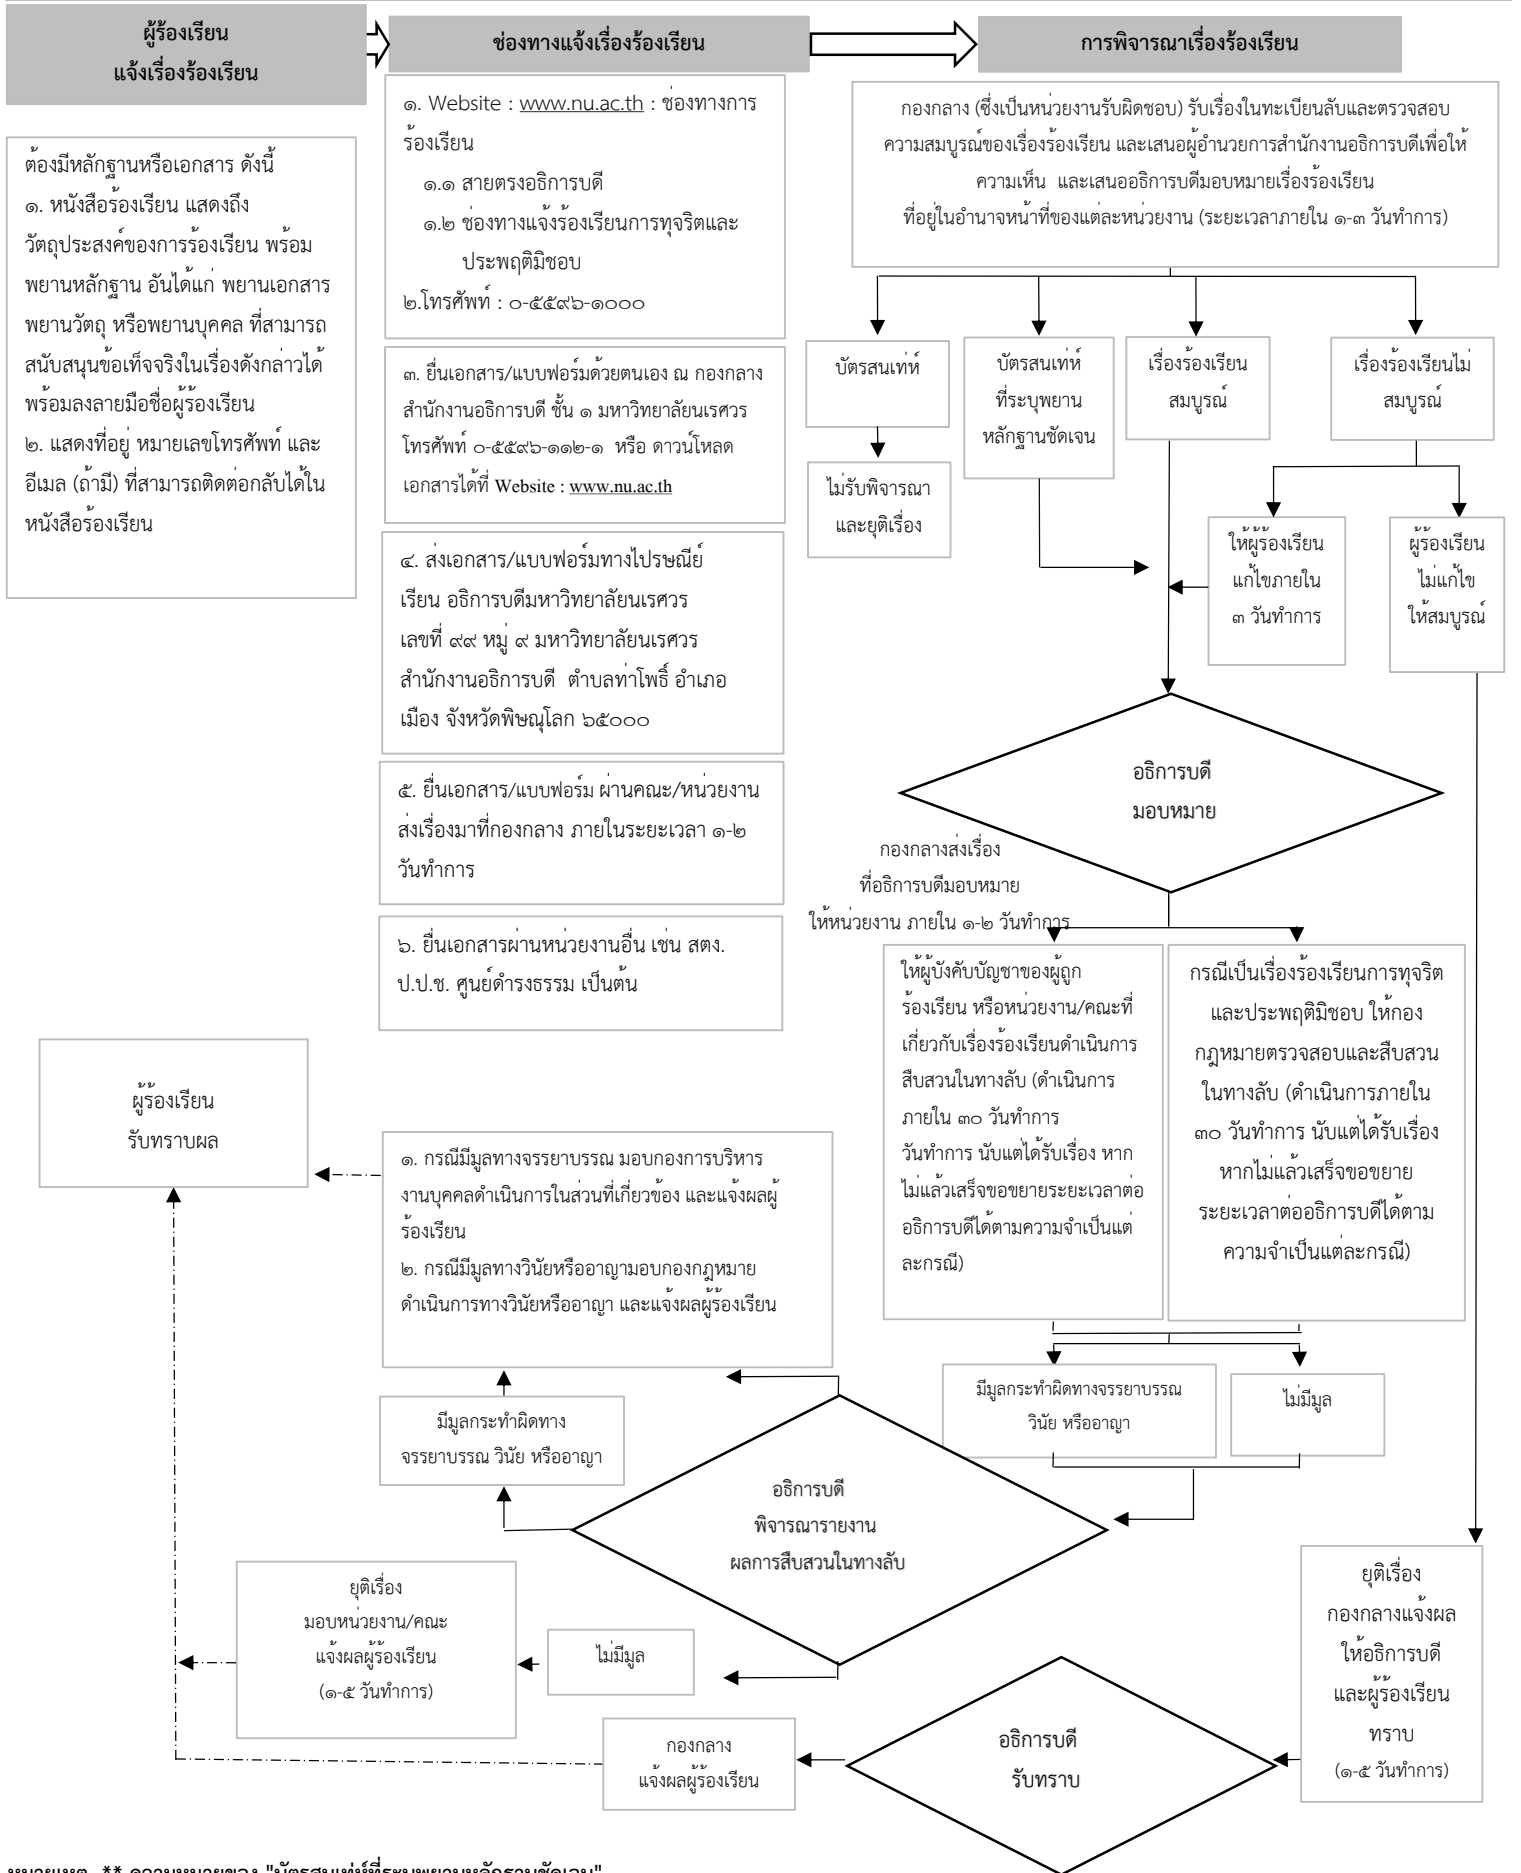 ผู้ร้องเรียน
แจ้งเรื่องร้องเรียน
ช่องทางแจ้งเรื่องร้องเรียน
การพิจารณาเรื่องร้องเรียน
ต้องมีหลักฐานหรือเอกสาร ดังนี้
๑. หนังสือร้องเรียน แสดงถึง
วัตถุประสงค์ของการร้องเรียน พร้อม
พยานหลักฐาน อันได้แก่ พยานเอกสาร
พยานวัตถุ หรือพยานบุคคล ที่สามารถ
สนับสนุนข้อเท็จจริงในเรื่องดังกล่าวได้
พร้อมลงลายมือชื่อผู้ร้องเรียน
๒. แสดงที่อยู่ หมายเลขโทรศัพท์ และ
อีเมล (ถ้ามี) ที่สามารถติดต่อกลับได้ใน
หนังสือร้องเรียน
๑. Website : www.nu.ac.th : ช่องทางการ
ร้องเรียน
๑.๑ สายตรงอธิการบดี
๑.๒ ช่องทางแจ้งร้องเรียนการทุจริตและ
ประพฤติมิชอบ
๒.โทรศัพท์ : ๐-๕๕๙๖-๑๐๐๐
๓. ยื่นเอกสาร/แบบฟอร์มด้วยตนเอง ณ กองกลาง
สำนักงานอธิการบดี ชั้น ๑ มหาวิทยาลัยนเรศวร
โทรศัพท์ ๐-๕๕๙๖-๑๑๒-๑ หรือ ดาวน์โหลด
เอกสารได้ที่ Website : www.nu.ac.th
๔. ส่งเอกสาร/แบบฟอร์มทางไปรษณีย์
เรียน อธิการบดีมหาวิทยาลัยนเรศวร
เลขที่ ๙๙ หมู่ ๙ มหาวิทยาลัยนเรศวร
สำนักงานอธิการบดี ตำบลท่าโพธิ์ อำเภอ
เมือง จังหวัดพิษณุโลก ๖๕๐๐๐
๕. ยื่นเอกสาร/แบบฟอร์ม ผ่านคณะ/หน่วยงาน
ส่งเรื่องมาที่กองกลาง ภายในระยะเวลา ๑-๒
วันทำการ
๖. ยื่นเอกสารผ่านหน่วยงานอื่น เช่น สตง.
ป.ป.ช. ศูนย์ดำรงธรรม เป็นต้น
กองกลาง (ซึ่งเป็นหน่วยงานรับผิดชอบ) รับเรื่องในทะเบียนลับและตรวจสอบ
ความสมบูรณ์ของเรื่องร้องเรียน และเสนอผู้อำนวยการสำนักงานอธิการบดีเพื่อให้
ความเห็น และเสนออธิการบดีมอบหมายเรื่องร้องเรียน
ที่อยู่ในอำนาจหน้าที่ของแต่ละหน่วยงาน (ระยะเวลาภายใน ๑-๓ วันทำการ)
บัตรสนเท่ห์
บัตรสนเท่ห์
ที่ระบุพยาน
หลักฐานชัดเจน
เรื่องร้องเรียน
สมบูรณ์
เรื่องร้องเรียนไม่
สมบูรณ์
ไม่รับพิจารณา
และยุติเรื่อง
ให้ผู้ร้องเรียน
แก้ไขภายใน
๓ วันทำการ
ผู้ร้องเรียน
ไม่แก้ไข
ให้สมบูรณ์
อธิการบดี
มอบหมาย
กองกลางส่งเรื่อง
ที่อธิการบดีมอบหมาย
ให้หน่วยงาน ภายใน ๑-๒ วันทำการ
ให้ผู้บังคับบัญชาของผู้ถูก
ร้องเรียน หรือหน่วยงาน/คณะที่
เกี่ยวกับเรื่องร้องเรียนดำเนินการ
สืบสวนในทางลับ (ดำเนินการ
ภายใน ๓๐ วันทำการ
วันทำการ นับแต่ได้รับเรื่อง หาก
ไม่แล้วเสร็จขอขยายระยะเวลาต่อ
อธิการบดีได้ตามความจำเป็นแต่
ละกรณี)
กรณีเป็นเรื่องร้องเรียนการทุจริต
และประพฤติมิชอบ ให้กอง
กฎหมายตรวจสอบและสืบสวน
ในทางลับ (ดำเนินการภายใน
๓๐ วันทำการ นับแต่ได้รับเรื่อง
หากไม่แล้วเสร็จขอขยาย
ระยะเวลาต่ออธิการบดีได้ตาม
ความจำเป็นแต่ละกรณี)
ผู้ร้องเรียน
รับทราบผล
๑. กรณีมีมูลทางจรรยาบรรณ มอบกองการบริหาร
งานบุคคลดำเนินการในส่วนที่เกี่ยวข้อง และแจ้งผลผู้
ร้องเรียน
๒. กรณีมีมูลทางวินัยหรืออาญามอบกองกฎหมาย
ดำเนินการทางวินัยหรืออาญา และแจ้งผลผู้ร้องเรียน
มีมูลกระทำผิดทางจรรยาบรรณ
วินัย หรืออาญา
ไม่มีมูล
มีมูลกระทำผิดทาง
จรรยาบรรณ วินัย หรืออาญา
อธิการบดี
พิจารณารายงาน
ผลการสืบสวนในทางลับ
ยุติเรื่อง
มอบหน่วยงาน/คณะ
แจ้งผลผู้ร้องเรียน
(๑-๕ วันทำการ)
ไม่มีมูล
ยุติเรื่อง
กองกลางแจ้งผล
ให้อธิการบดี
และผู้ร้องเรียน
ทราบ
(๑-๕ วันทำการ)
อธิการบดี
รับทราบ
กองกลาง
แจ้งผลผู้ร้องเรียน
หมายเหตุ ** ความหมายของ "บัตรสนเท่ห์ที่ระบุพยานหลักฐานชัดเจน"